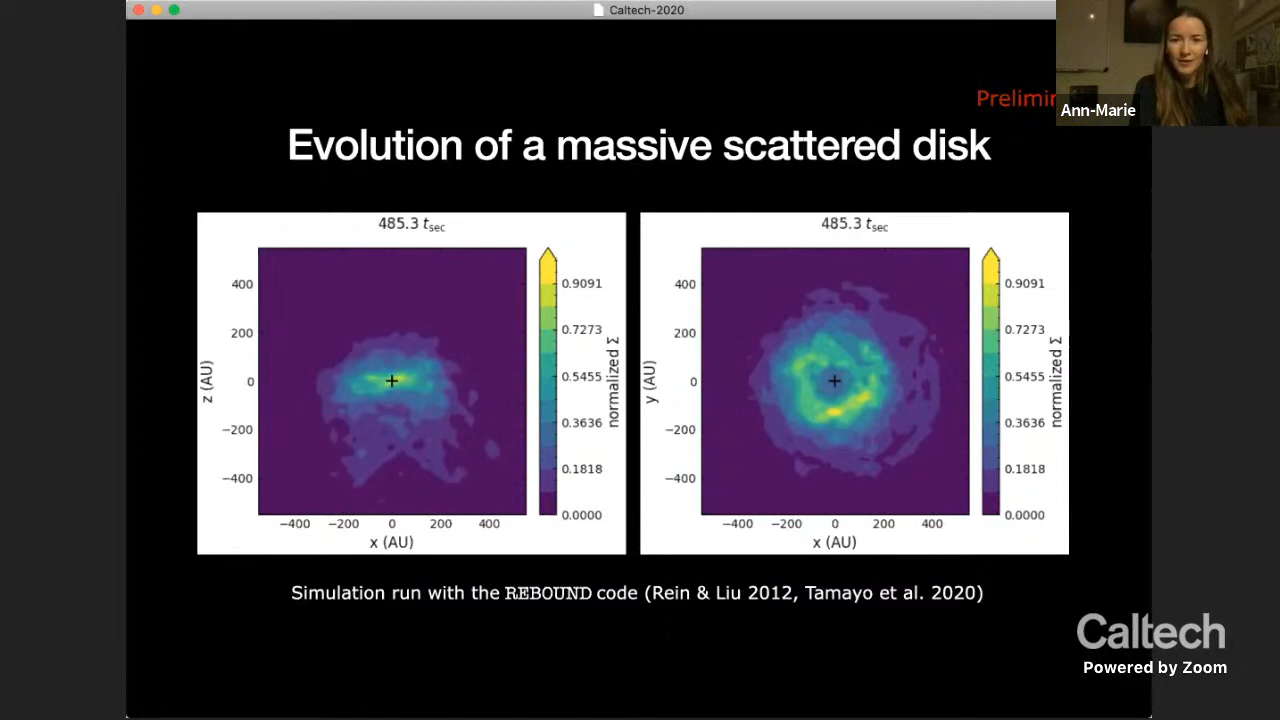 Caltech-2020
Prelimin
Ann-Marie
Evolution of a massive scattered disk
485.3 tsec
400
200
0
−200
−400
z (AU)
−400 −200 0 200 400
x (AU)
0.9091
0.7273
0.5455
0.3636
0.1818
0.0000
normalized Σ
485.3 tsec
400
200
0
−200
−400
y (AU)
−400 −200 0 200 400
x (AU)
0.9091
0.7273
0.5455
0.3636
0.1818
0.0000
normalized Σ
Simulation run with the REBOUND code (Rein & Liu 2012, Tamayo et al. 2020)
Caltech
Powered by Zoom